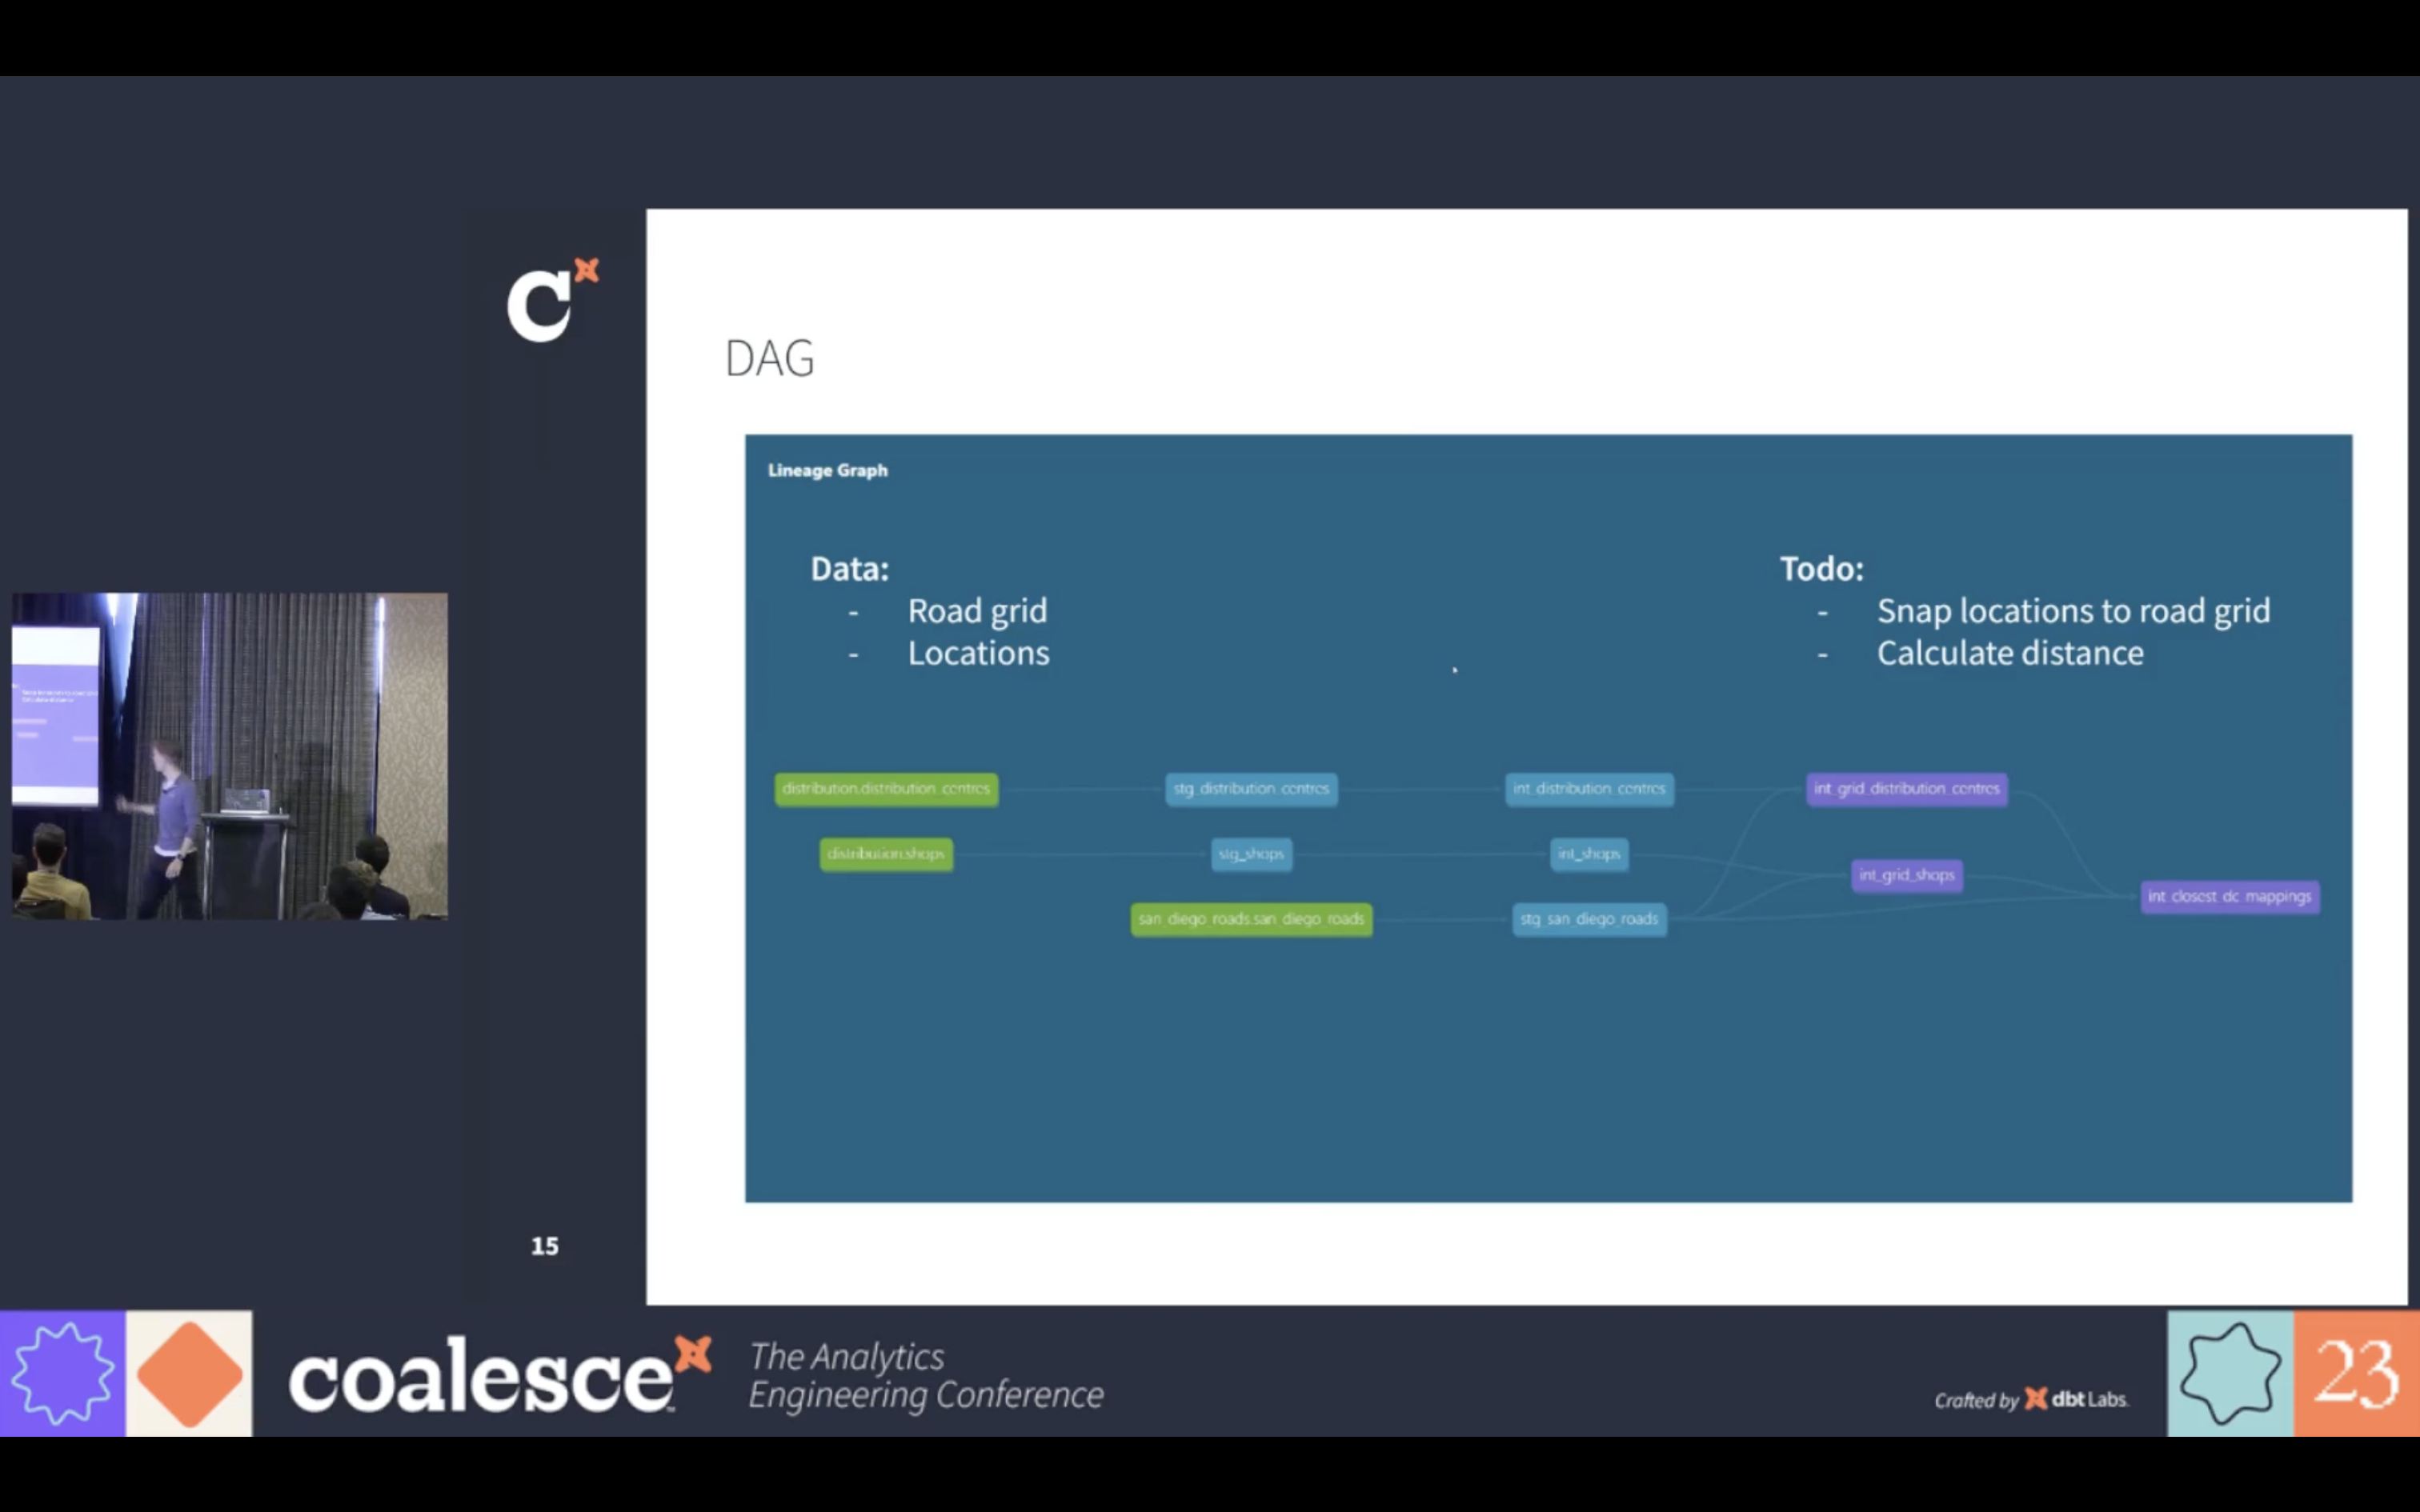 C
DAG
Lineage Graph
Data:
- Road grid
- Locations
Todo:
- Snap locations to road grid
- Calculate distance
distribution.distribution_centres
stg_distribution_centres
int_distribution_centres
int_grid_distribution_centres
distribution.shops
stg_shops
int_shops
int_grid_shops
san_diego_roads.san_diego_roads
stg_san_diego_roads
int_closest_dc_mappings
15
coalesce
The Analytics
Engineering Conference
Crafted by dbt Labs.
23